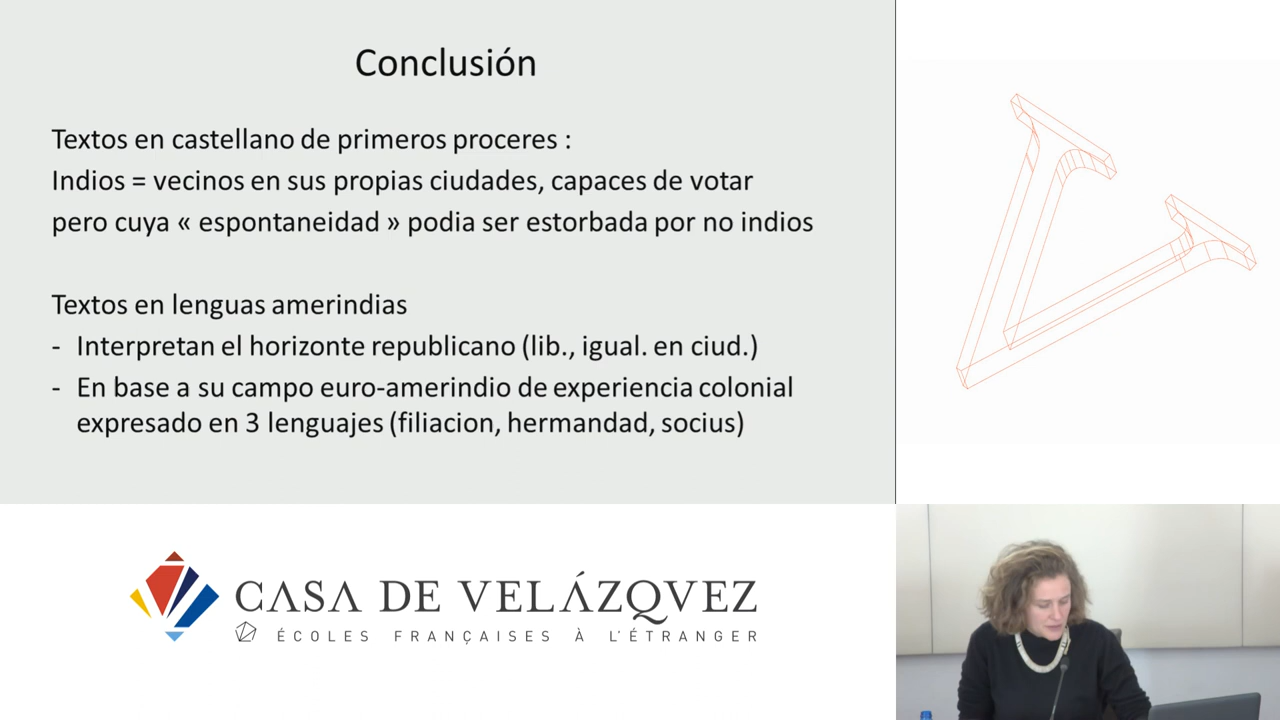 Conclusión
Textos en castellano de primeros proceres :
Indios = vecinos en sus propias ciudades, capaces de votar
pero cuya « espontaneidad » podia ser estorbada por no indios
Textos en lenguas amerindias
- Interpretan el horizonte republicano (lib., igual. en ciud.)
- En base a su campo euro-amerindio de experiencia colonial
expresado en 3 lenguajes (filiacion, hermandad, socius)
CASA DE VELÁZQVEZ
ÉCOLES FRANÇAISES À L'ÉTRANGER